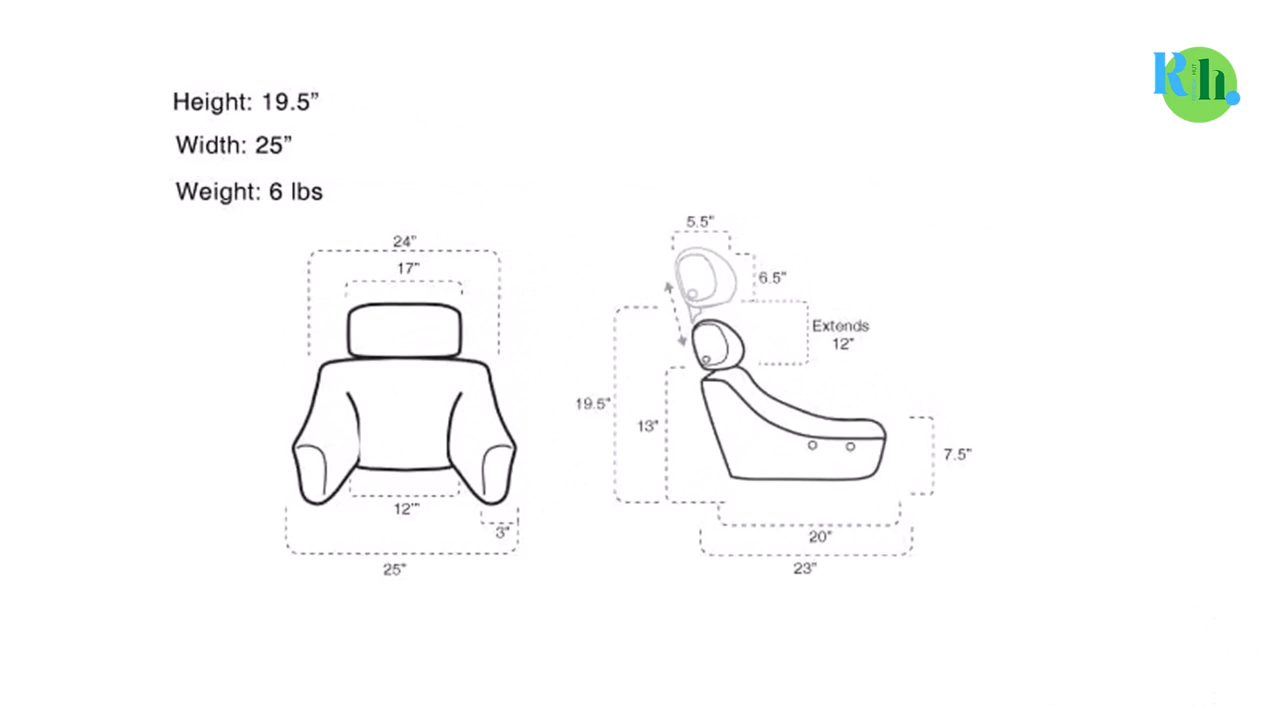 Height: 19.5”
Width: 25”
Weight: 6 lbs
Rh.
24”
17”
12'”
3”
25”
5.5”
6.5”
Extends
12”
19.5”
13”
7.5”
20”
23”